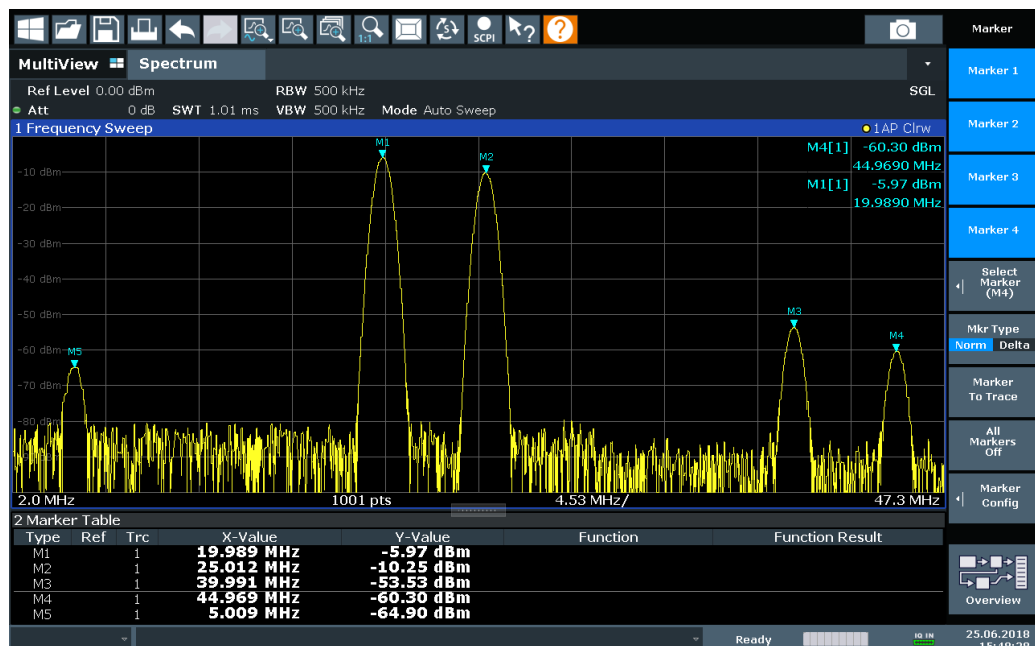 1:1 S SCPI ? ?
Marker
MultiView Spectrum
Ref Level 0.00 dBm RBW 500 kHz SGL
Att 0 dB SWT 1.01 ms VBW 500 kHz Mode Auto Sweep
1 Frequency Sweep 1AP Clrw
M4[1] -60.30 dBm
44.9690 MHz
M1[1] -5.97 dBm
19.9890 MHz
M1
M2
-10 dBm
-20 dBm
-30 dBm
-40 dBm
-50 dBm
M3
M4
-60 dBm
M5
-70 dBm
-80 dBm
2.0 MHz 1001 pts 4.53 MHz/ 47.3 MHz
2 Marker Table
Type Ref Trc X-Value Y-Value Function Function Result
M1 1 19.989 MHz -5.97 dBm
M2 1 25.012 MHz -10.25 dBm
M3 1 39.991 MHz -53.53 dBm
M4 1 44.969 MHz -60.30 dBm
M5 1 5.009 MHz -64.90 dBm
Marker 1
Marker 2
Marker 3
Marker 4
Select
Marker
(M4)
Mkr Type
Norm Delta
Marker
To Trace
All
Markers
Off
Marker
Config
Overview
Ready IQ IN 25.06.2018